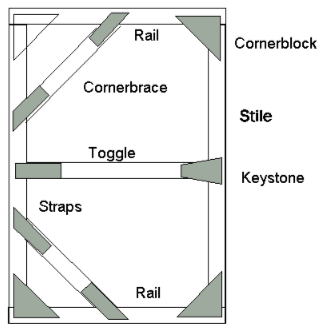 Rail
Cornerblock
Cornerbrace
Stile
Toggle
Keystone
Straps
Rail